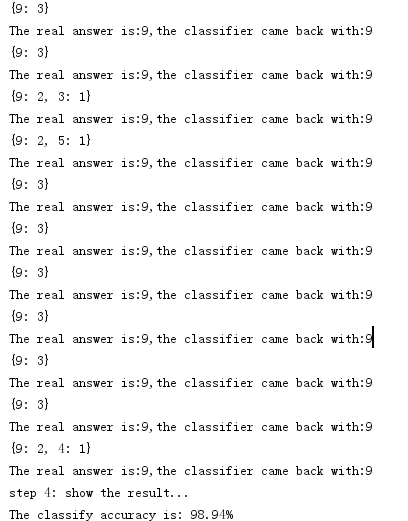 {9: 3}
The real answer is:9,the classifier came back with:9
{9: 3}
The real answer is:9,the classifier came back with:9
{9: 2, 3: 1}
The real answer is:9,the classifier came back with:9
{9: 2, 5: 1}
The real answer is:9,the classifier came back with:9
{9: 3}
The real answer is:9,the classifier came back with:9
{9: 3}
The real answer is:9,the classifier came back with:9
{9: 3}
The real answer is:9,the classifier came back with:9
{9: 3}
The real answer is:9,the classifier came back with:9
{9: 3}
The real answer is:9,the classifier came back with:9
{9: 3}
The real answer is:9,the classifier came back with:9
{9: 2, 4: 1}
The real answer is:9,the classifier came back with:9
step 4: show the result...
The classify accuracy is: 98.94%